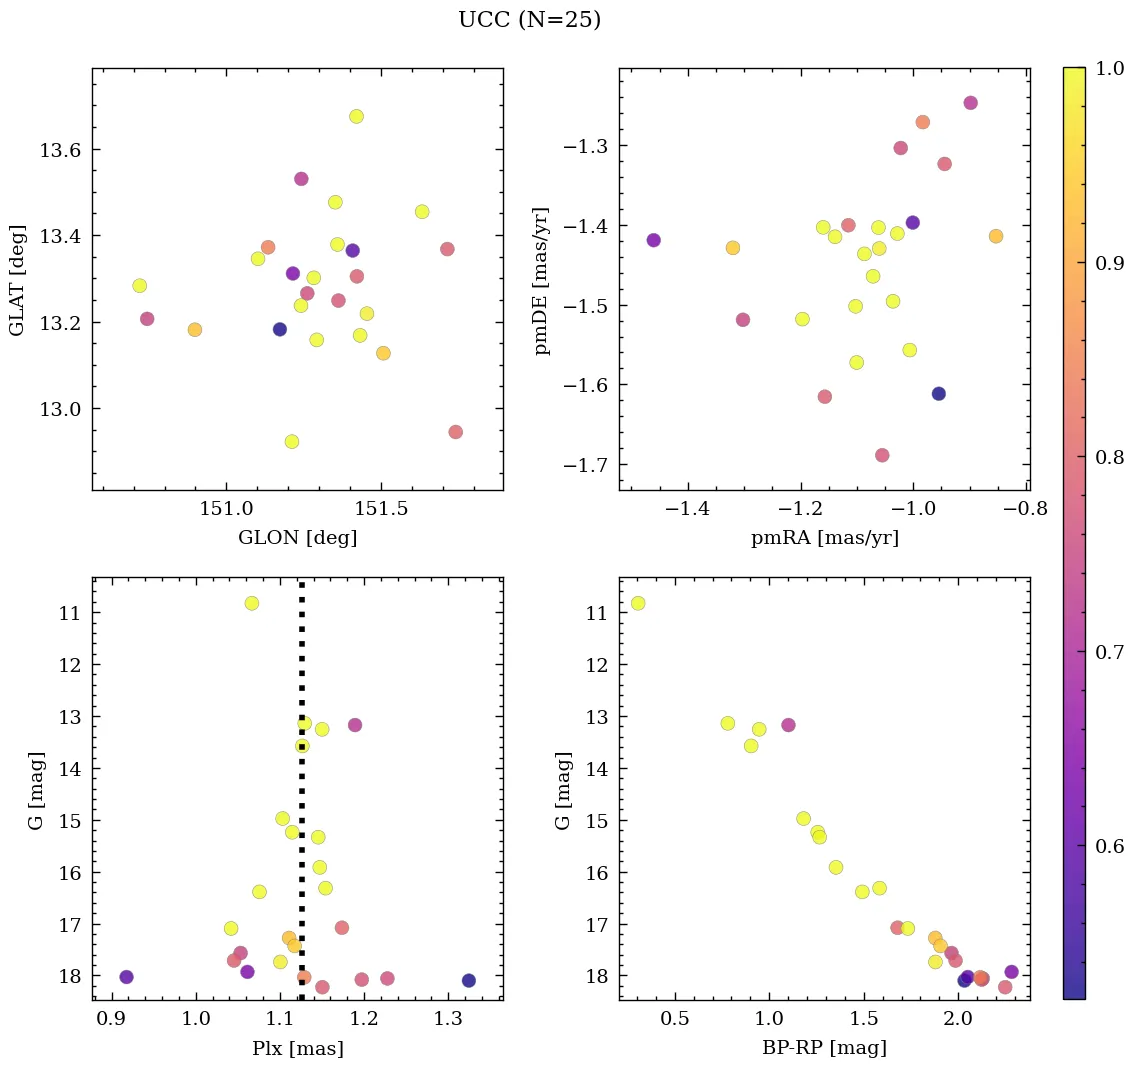 UCC (N=25)
13.6
13.4
13.2
13.0
GLAT [deg]
151.0 151.5
GLON [deg]
−1.3
−1.4
−1.5
−1.6
−1.7
pmDE [mas/yr]
−1.4 −1.2 −1.0 −0.8
pmRA [mas/yr]
11
12
13
14
15
16
17
18
G [mag]
0.9 1.0 1.1 1.2 1.3
Plx [mas]
11
12
13
14
15
16
17
18
G [mag]
0.5 1.0 1.5 2.0
BP-RP [mag]
1.0
0.9
0.8
0.7
0.6